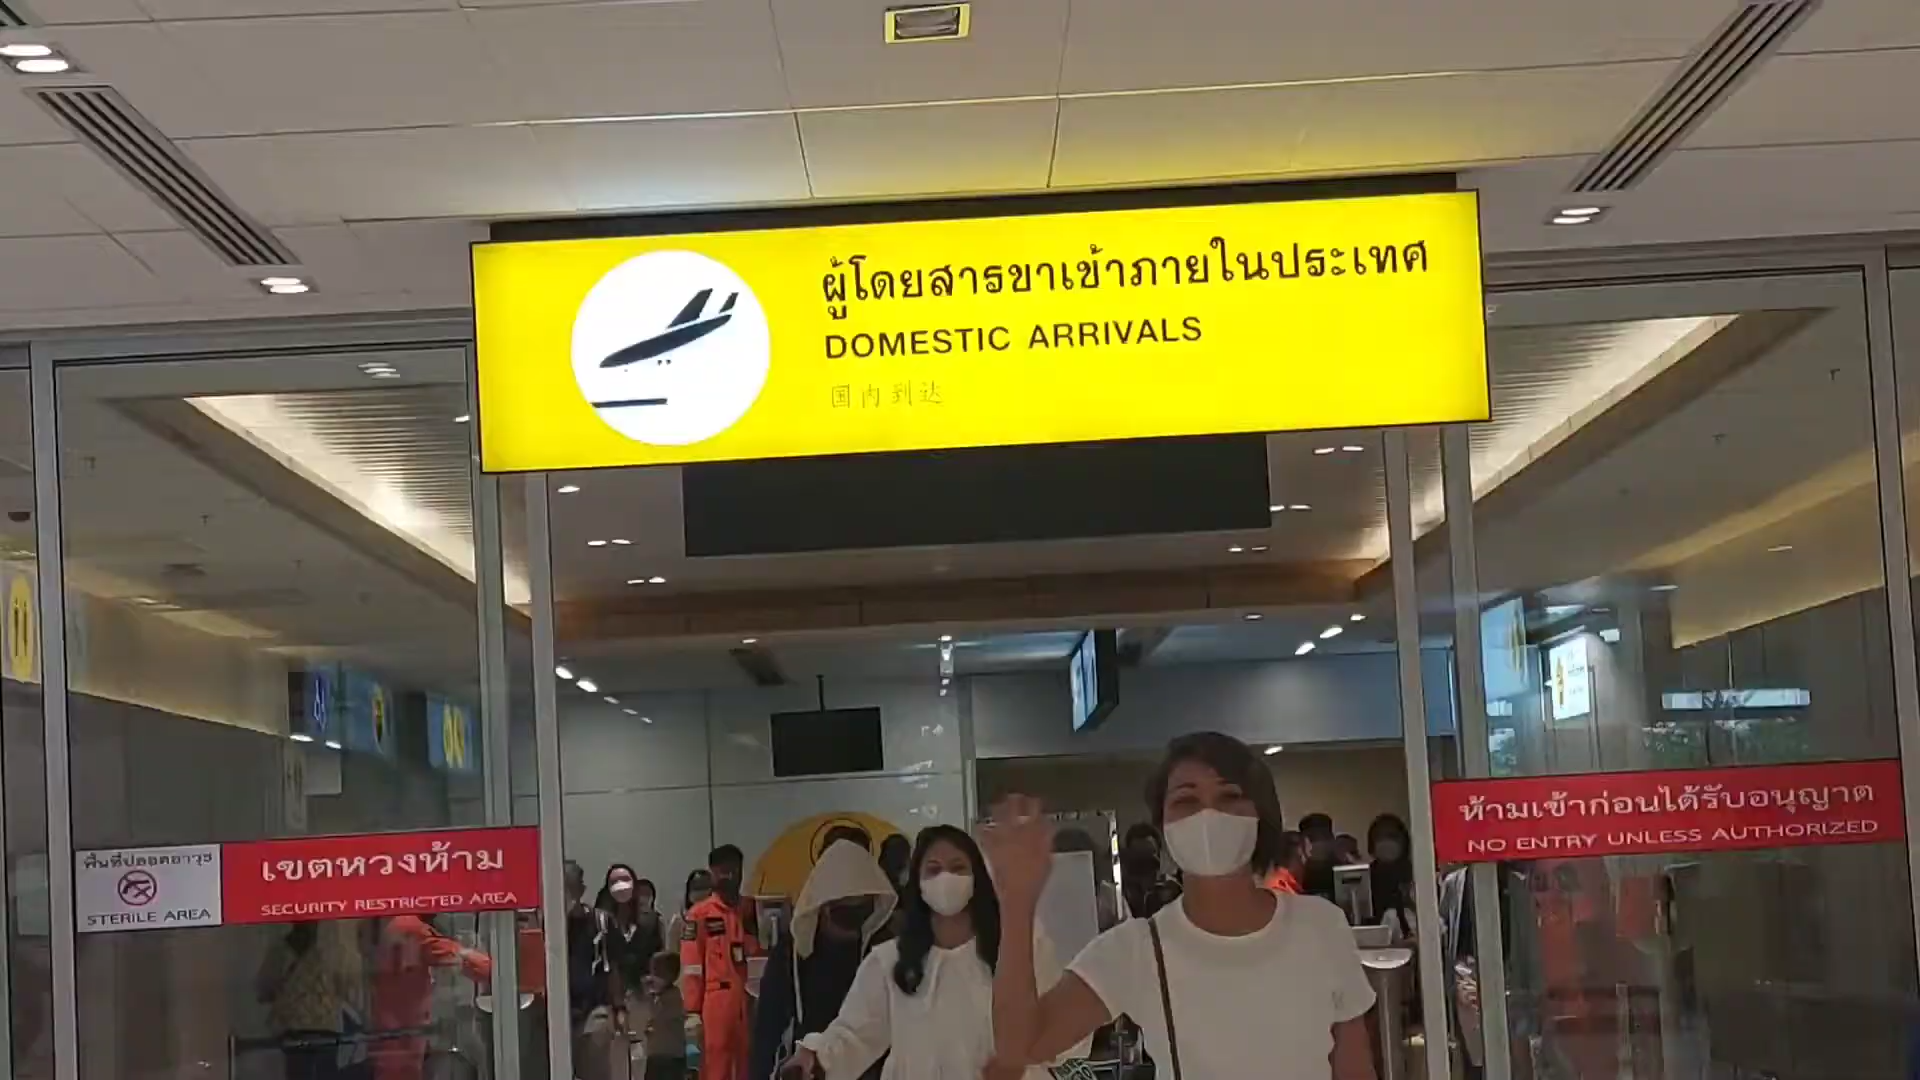 ผู้โดยสารขาเข้าภายในประเทศ
DOMESTIC ARRIVALS
国内到达
ห้ามเข้าก่อนได้รับอนุญาต
NO ENTRY UNLESS AUTHORIZED
พื้นที่ปลอดอาวุธ
STERILE AREA
เขตหวงห้าม
SECURITY RESTRICTED AREA